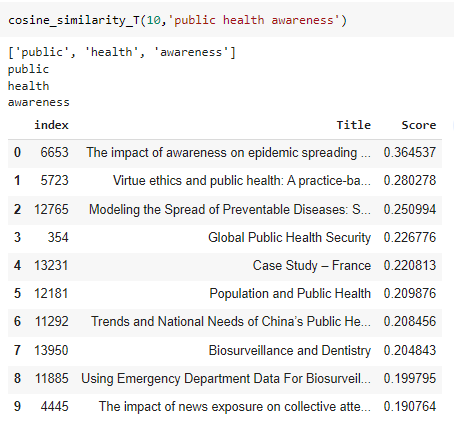 cosine_similarity_T(10,'public health awareness')
['public', 'health', 'awareness']
public
health
awareness
index Title Score
0 6653 The impact of awareness on epidemic spreading ... 0.364537
1 5723 Virtue ethics and public health: A practice-ba... 0.280278
2 12765 Modeling the Spread of Preventable Diseases: S... 0.250994
3 354 Global Public Health Security 0.226776
4 13231 Case Study – France 0.220813
5 12181 Population and Public Health 0.209876
6 11292 Trends and National Needs of China’s Public He... 0.208456
7 13950 Biosurveillance and Dentistry 0.204843
8 11885 Using Emergency Department Data For Biosurveil... 0.199795
9 4445 The impact of news exposure on collective atte... 0.190764